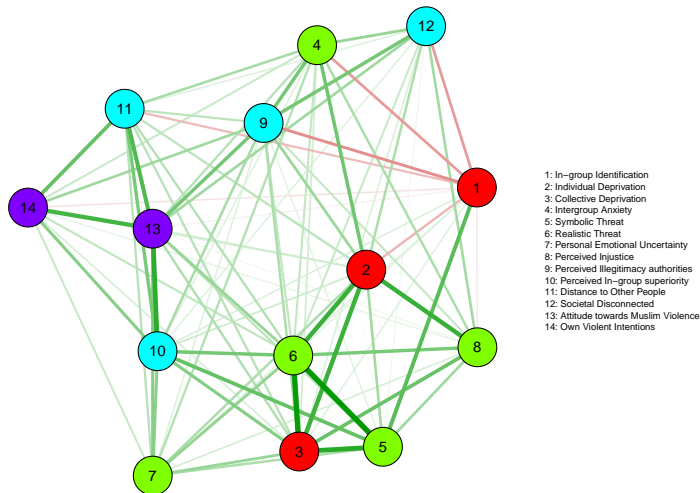 12
4
11
9
1
14
13
2
10
6
8
5
3
7
1: In−group Identification
2: Individual Deprivation
3: Collective Deprivation
4: Intergroup Anxiety
5: Symbolic Threat
6: Realistic Threat
7: Personal Emotional Uncertainty
8: Perceived Injustice
9: Perceived Illegitimacy authorities
10: Perceived In−group superiority
11: Distance to Other People
12: Societal Disconnected
13: Attitude towards Muslim Violence
14: Own Violent Intentions